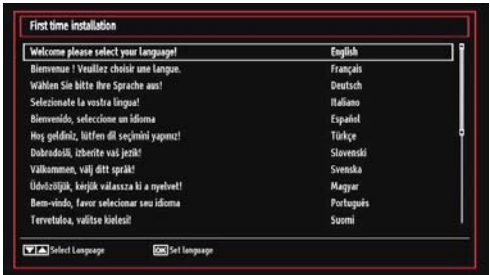 First time installation
Welcome please select your language! English
Bienvenue ! Veuillez choisir une langue. Français
Wählen Sie bitte Ihre Sprache aus! Deutsch
Selezionate la vostra lingua! Italiano
Bienvenido, seleccione un idioma Español
Hoş geldiniz, lütfen dil seçimini yapınız! Türkçe
Dobrodošli, izberite vaš jezik! Slovenski
Välkommen, välj ditt språk! Svenska
Üdvözöljük, kérjük válassza ki a nyelvet! Magyar
Bem-vindo, favor selecionar seu idioma Português
Tervetuloa, valitse kielesi! Suomi
Select Language OK Set language